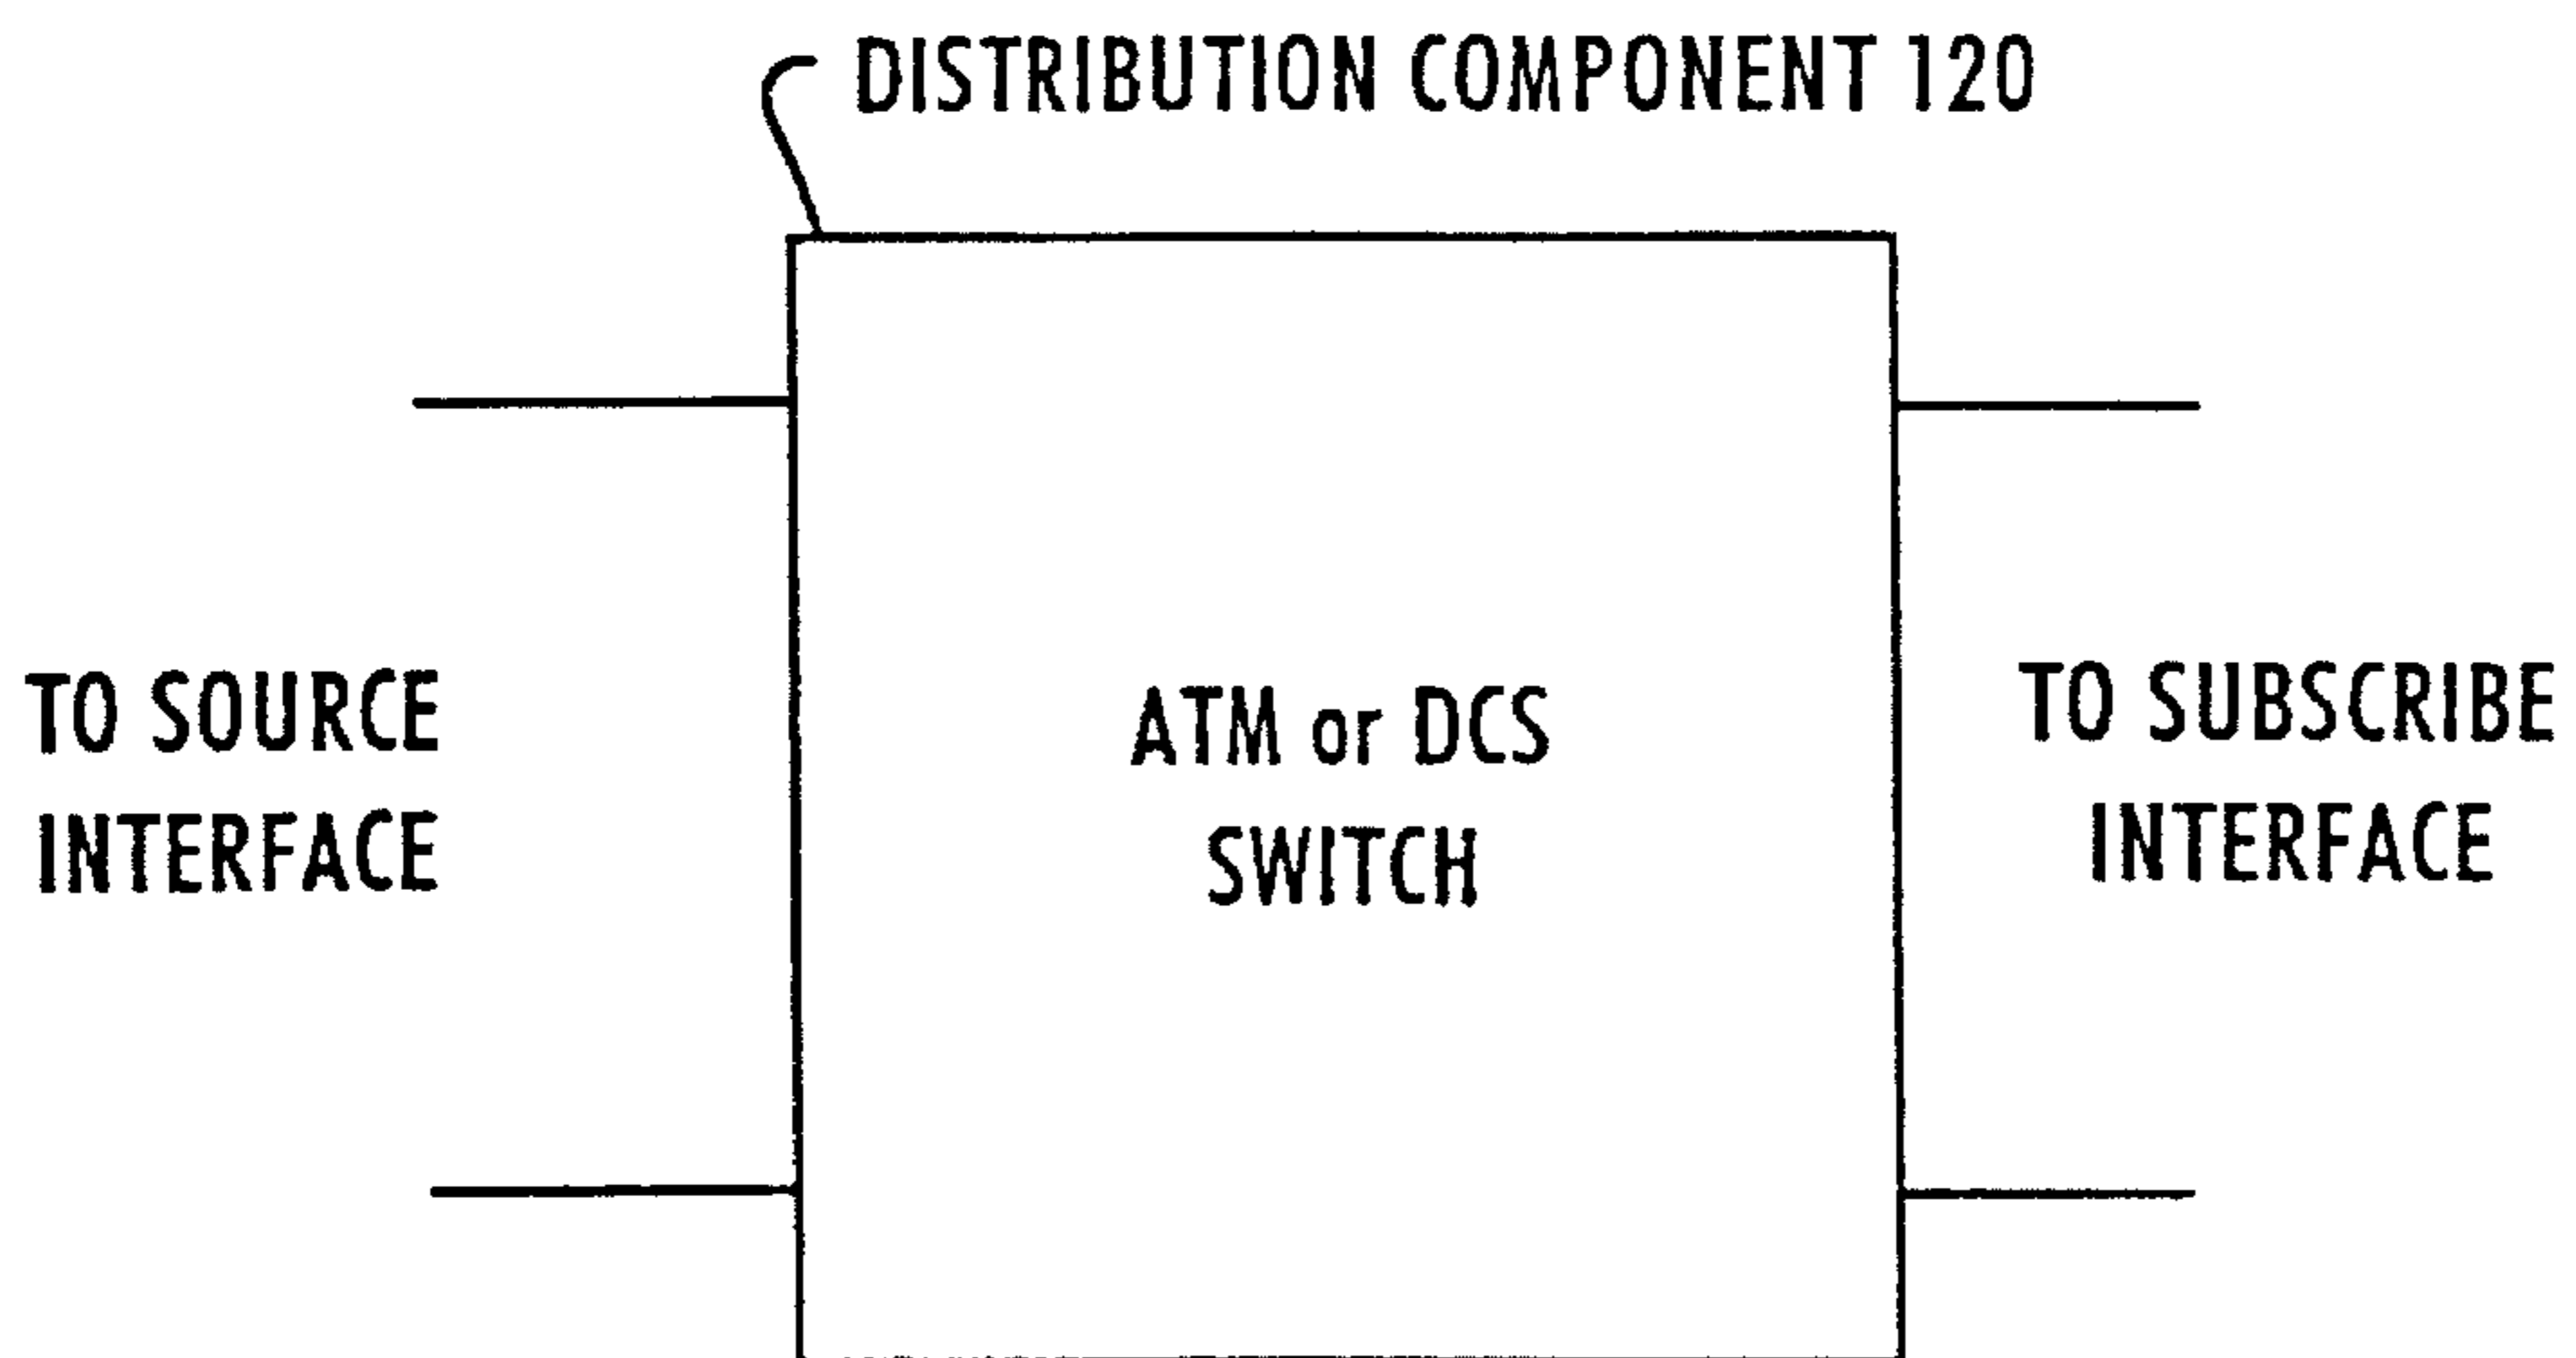 DISTRIBUTION COMPONENT 120
TO SOURCE
INTERFACE
ATM or DCS
SWITCH
TO SUBSCRIBE
INTERFACE